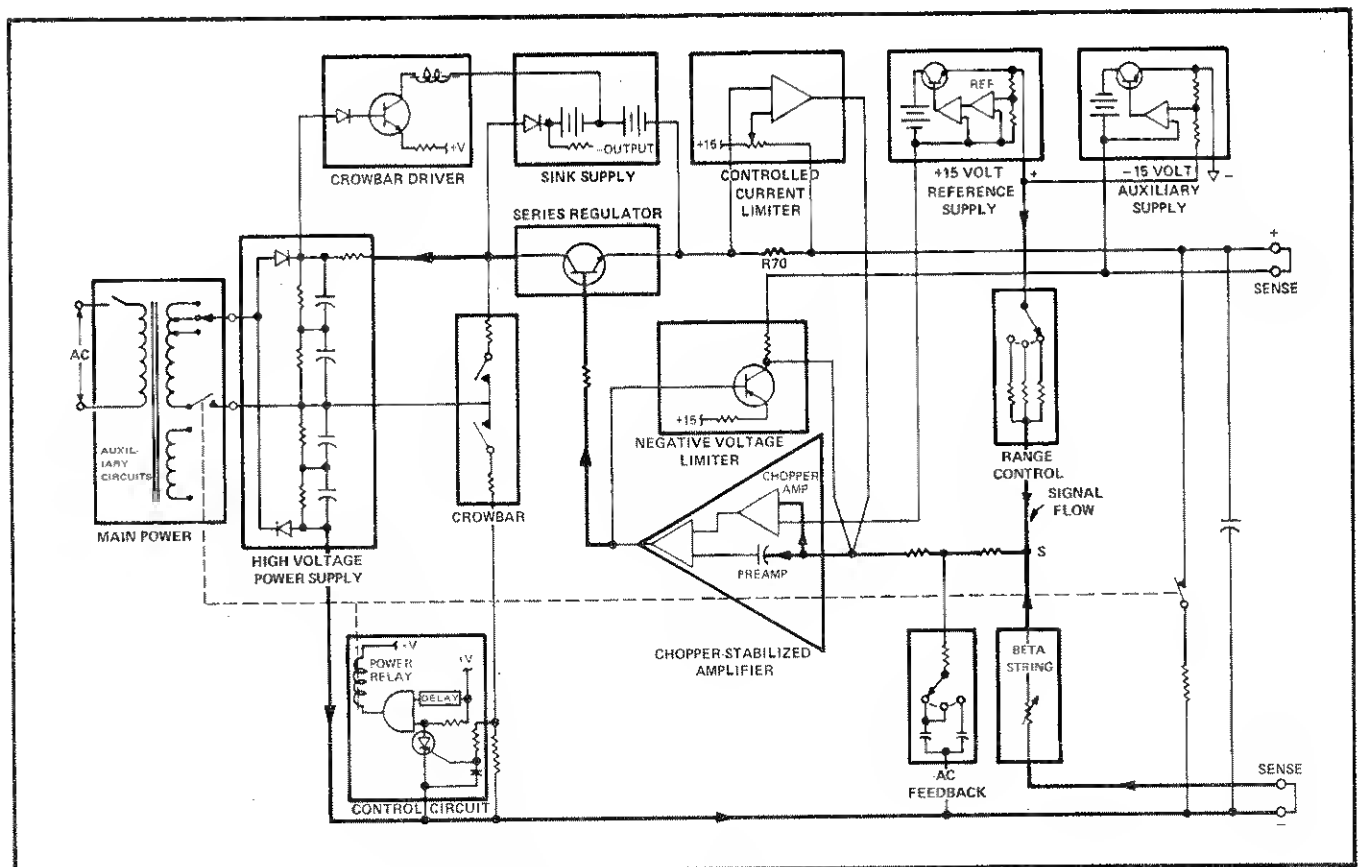 CROWBAR DRIVER
+V
SINK SUPPLY
-OUTPUT
CONTROLLED
CURRENT
LIMITER
+15
REF
+15 VOLT
REFERENCE
SUPPLY
+
-15 VOLT
AUXILIARY
SUPPLY
-
SERIES REGULATOR
R70
+
SENSE
AC
AUXIL-
IARY
CIRCUITS
MAIN POWER
HIGH VOLTAGE
POWER SUPPLY
CROWBAR
+15
NEGATIVE VOLTAGE
LIMITER
RANGE
CONTROL
SIGNAL
FLOW
S
CHOPPER
AMP
PREAMP
CHOPPER-STABILIZED
AMPLIFIER
+V
POWER
RELAY
DELAY
+V
CONTROL CIRCUIT
AC
FEEDBACK
BETA
STRING
SENSE
-